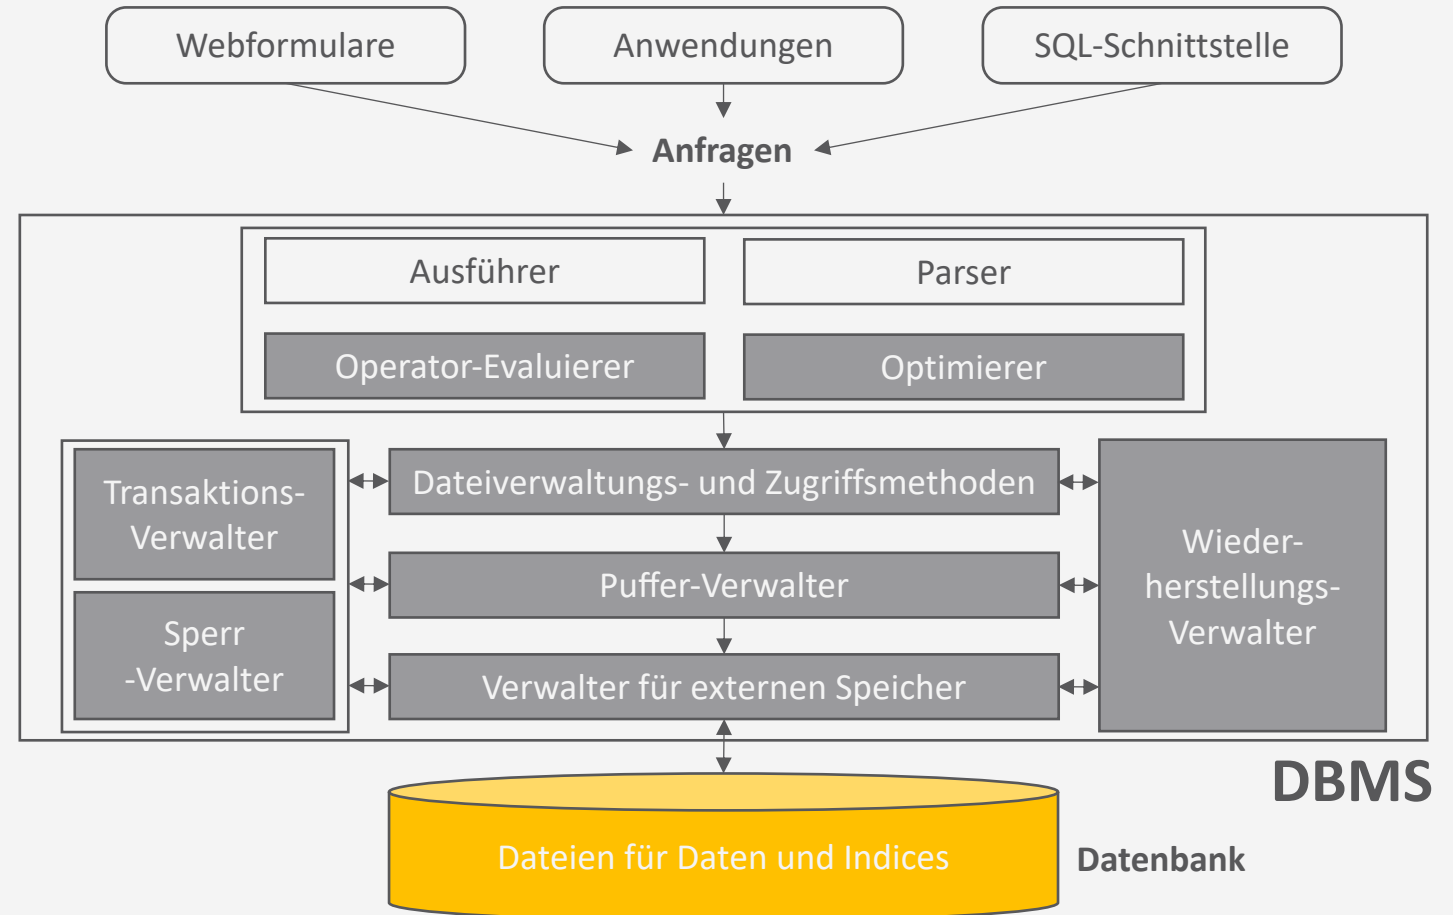 Webformulare
Anwendungen
SQL-Schnittstelle
Anfragen
Ausführer
Parser
Operator-Evaluierer
Optimierer
Transaktions-
Verwalter
Sperr
-Verwalter
Dateiverwaltungs- und Zugriffsmethoden
Puffer-Verwalter
Verwalter für externen Speicher
Wieder-
herstellungs-
Verwalter
DBMS
Dateien für Daten und Indices
Datenbank